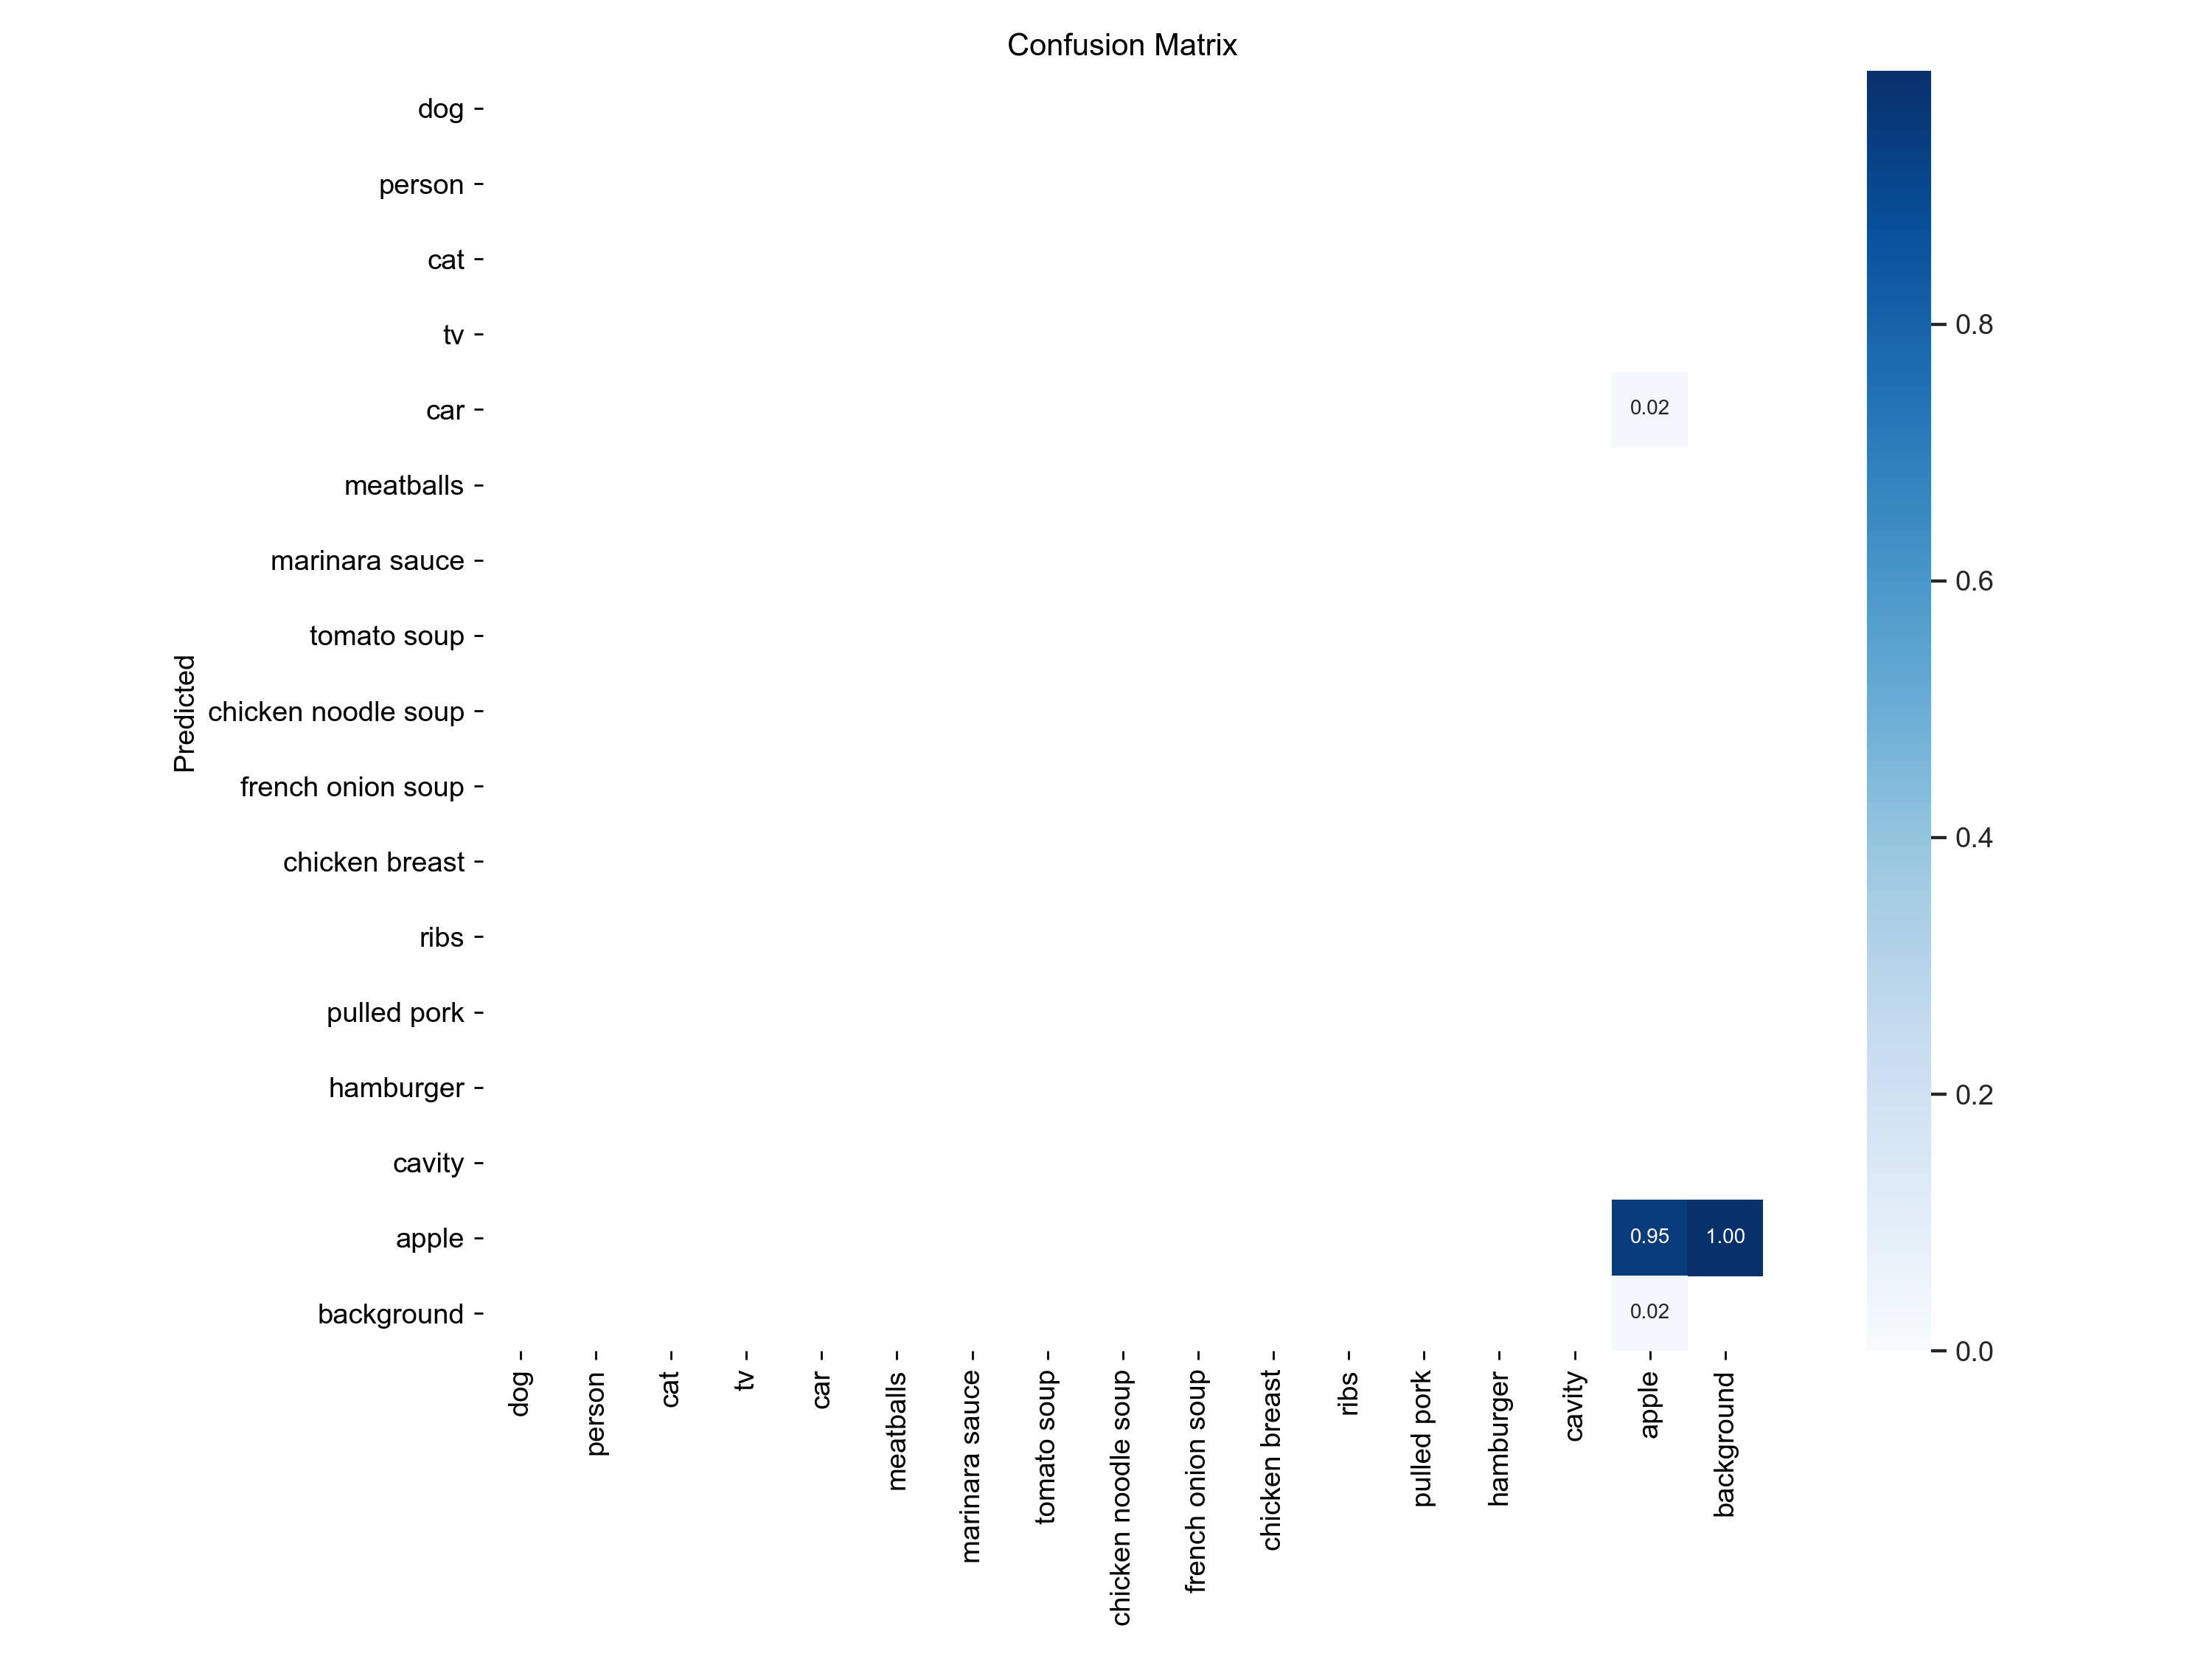 Confusion Matrix
Predicted
dog
person
cat
tv
car
meatballs
marinara sauce
tomato soup
chicken noodle soup
french onion soup
chicken breast
ribs
pulled pork
hamburger
cavity
apple
background
0.02
0.95 1.00
0.02
dog
person
cat
tv
car
meatballs
marinara sauce
tomato soup
chicken noodle soup
french onion soup
chicken breast
ribs
pulled pork
hamburger
cavity
apple
background
0.8
0.6
0.4
0.2
0.0